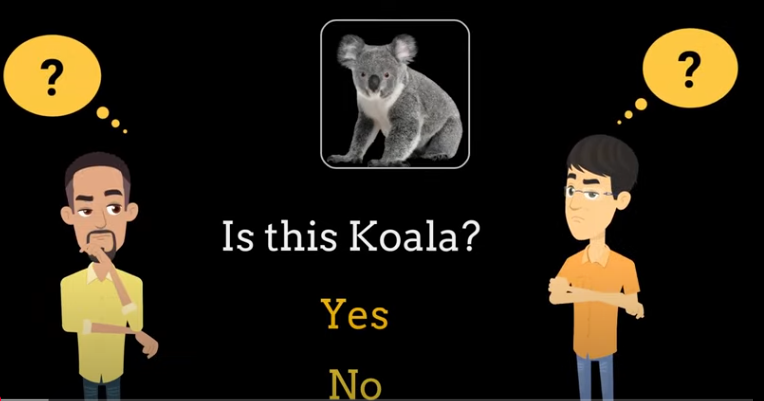 ?
?
Is this Koala?
Yes
No